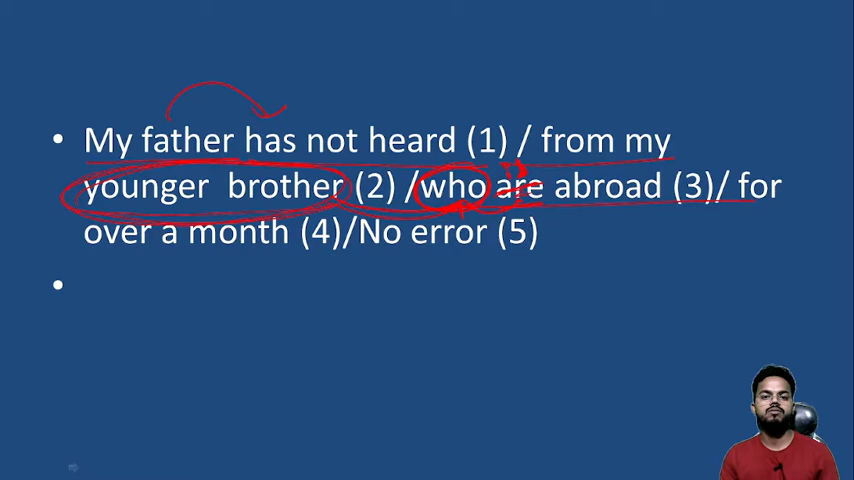 • My father has not heard (1) / from my
younger brother (2) /who are abroad (3)/ for
over a month (4)/No error (5)
•